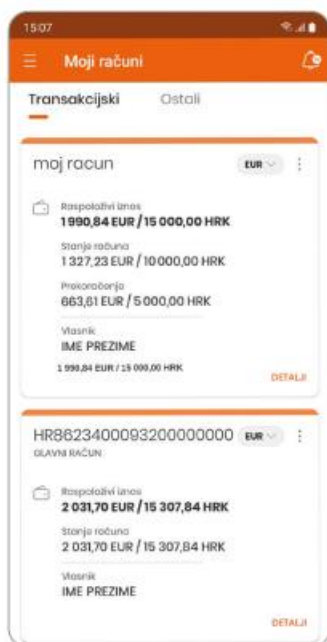 15:07
Moji računi
Transakcijski Ostali
moj racun EUR
Raspoloživi iznos
1 990,84 EUR / 15 000,00 HRK
Stanje računa
1 327,23 EUR / 10 000,00 HRK
Prekoračenje
663,61 EUR / 5 000,00 HRK
Vlasnik
IME PREZIME
1 990,84 EUR / 15 000,00 HRK
DETALJI
HR8623400093200000000 EUR
GLAVNI RAČUN
Raspoloživi iznos
2 031,70 EUR / 15 307,84 HRK
Stanje računa
2 031,70 EUR / 15 307,84 HRK
Vlasnik
IME PREZIME
DETALJI